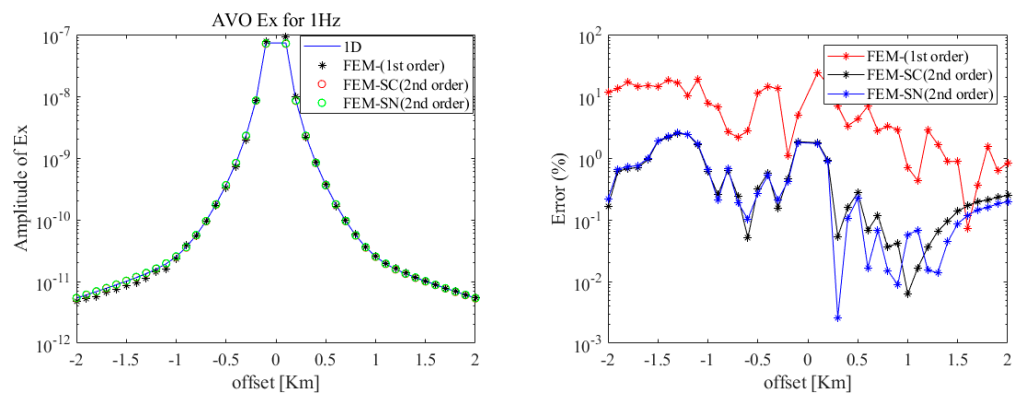 AVO Ex for 1Hz
10^-7
10^-8
10^-9
10^-10
10^-11
10^-12
Amplitude of Ex
-2 -1.5 -1 -0.5 0 0.5 1 1.5 2
offset [Km]
1D
FEM-(1st order)
FEM-SC(2nd order)
FEM-SN(2nd order)
10^3
10^2
10^1
10^0
10^-1
10^-2
10^-3
Error (%)
-2 -1.5 -1 -0.5 0 0.5 1 1.5 2
offset [Km]
FEM-(1st order)
FEM-SC(2nd order)
FEM-SN(2nd order)